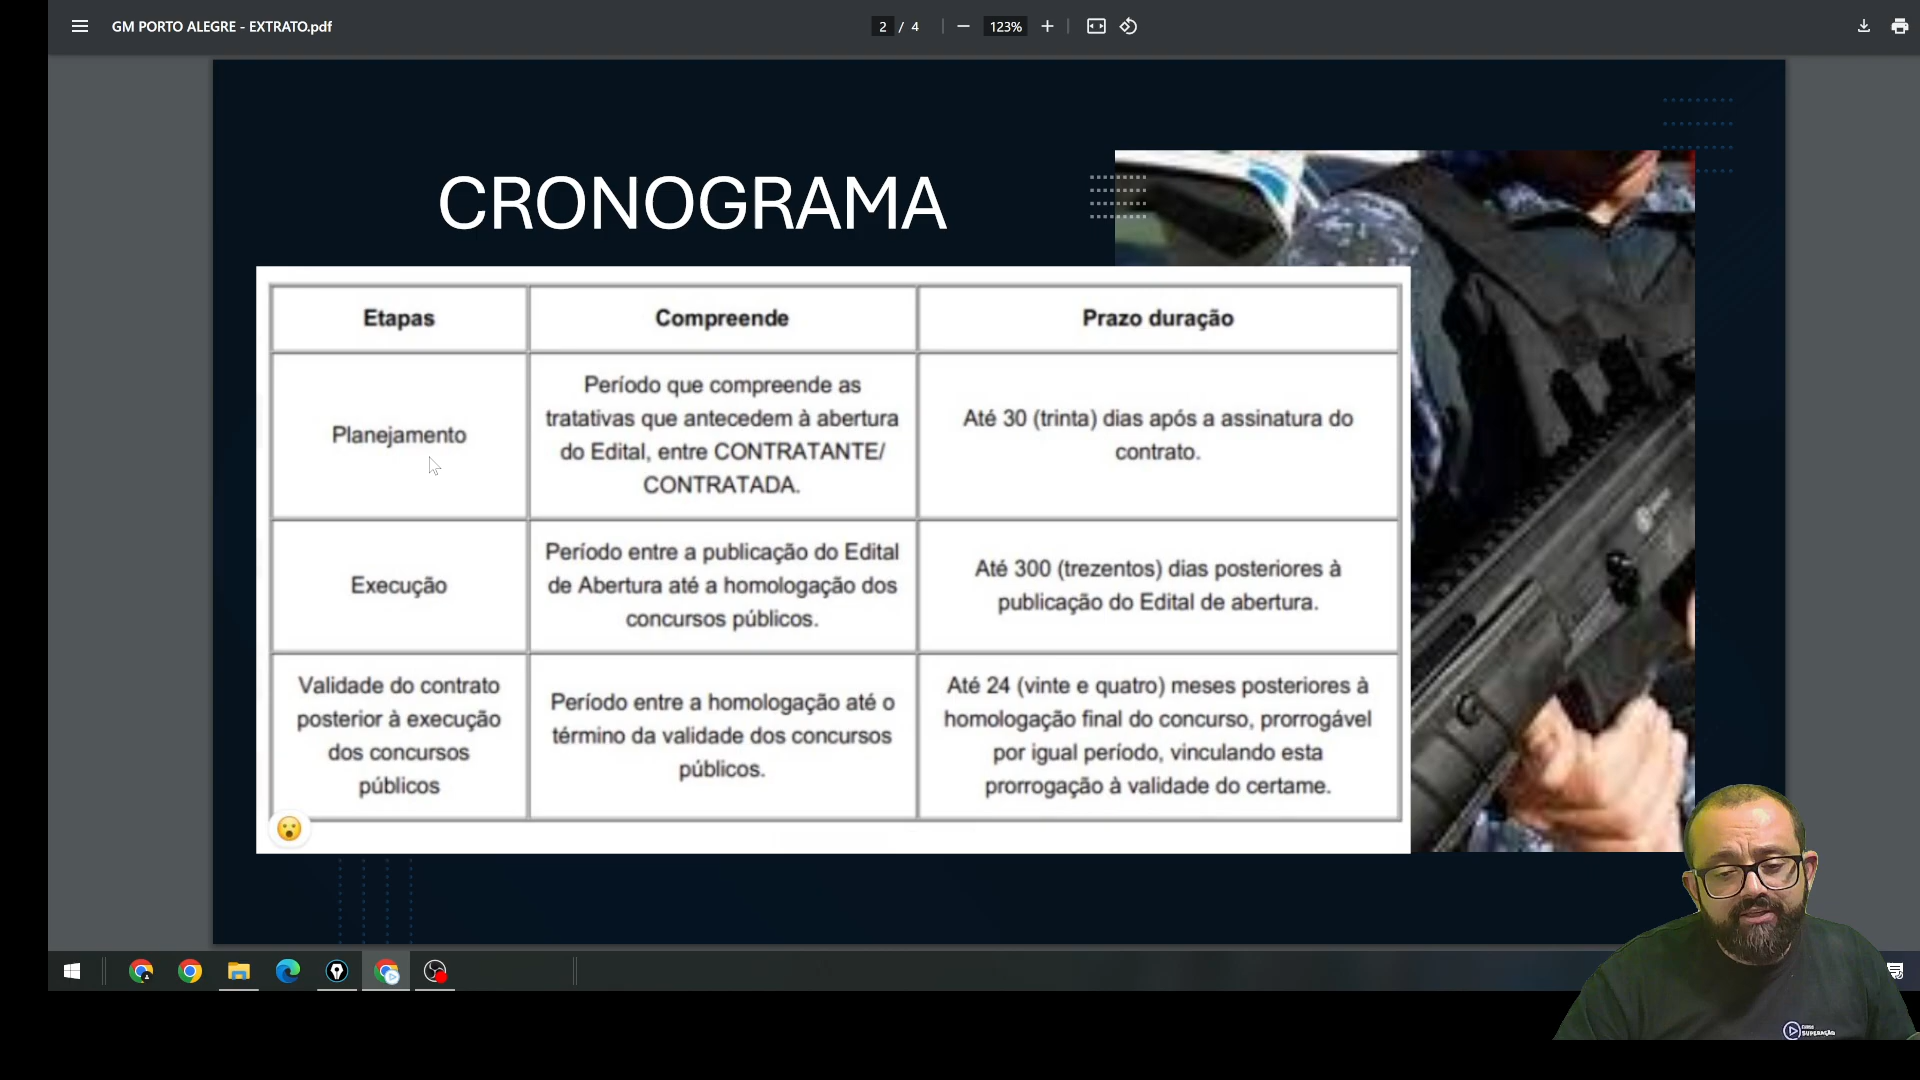 GM PORTO ALEGRE - EXTRATO.pdf
2 / 4
123%
CRONOGRAMA
Etapas
Compreende
Prazo duração
Planejamento
Período que compreende as
tratativas que antecedem à abertura
do Edital, entre CONTRATANTE/
CONTRATADA.
Até 30 (trinta) dias após a assinatura do
contrato.
Execução
Período entre a publicação do Edital
de Abertura até a homologação dos
concursos públicos.
Até 300 (trezentos) dias posteriores à
publicação do Edital de abertura.
Validade do contrato
posterior à execução
dos concursos
públicos
Período entre a homologação até o
término da validade dos concursos
públicos.
Até 24 (vinte e quatro) meses posteriores à
homologação final do concurso, prorrogável
por igual período, vinculando esta
prorrogação à validade do certame.
SUPERAÇÃO